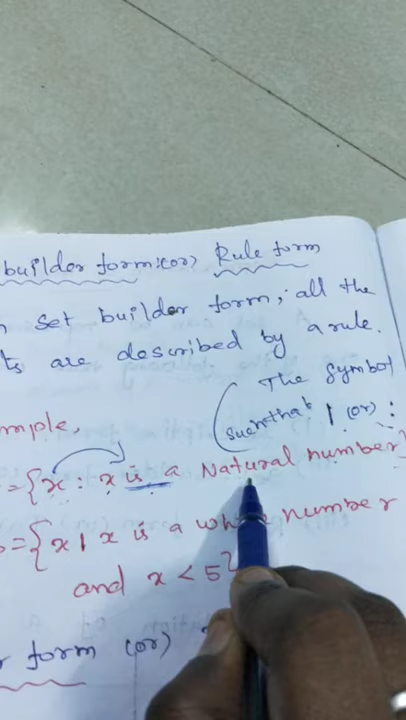 builder form:(or) Rule form
set builder form, all the
ts are described by a rule.
The symbol
such that | (or) :
mple,
={x : x is a Natural number
={x | x is a number
and x < 5}
form (or)